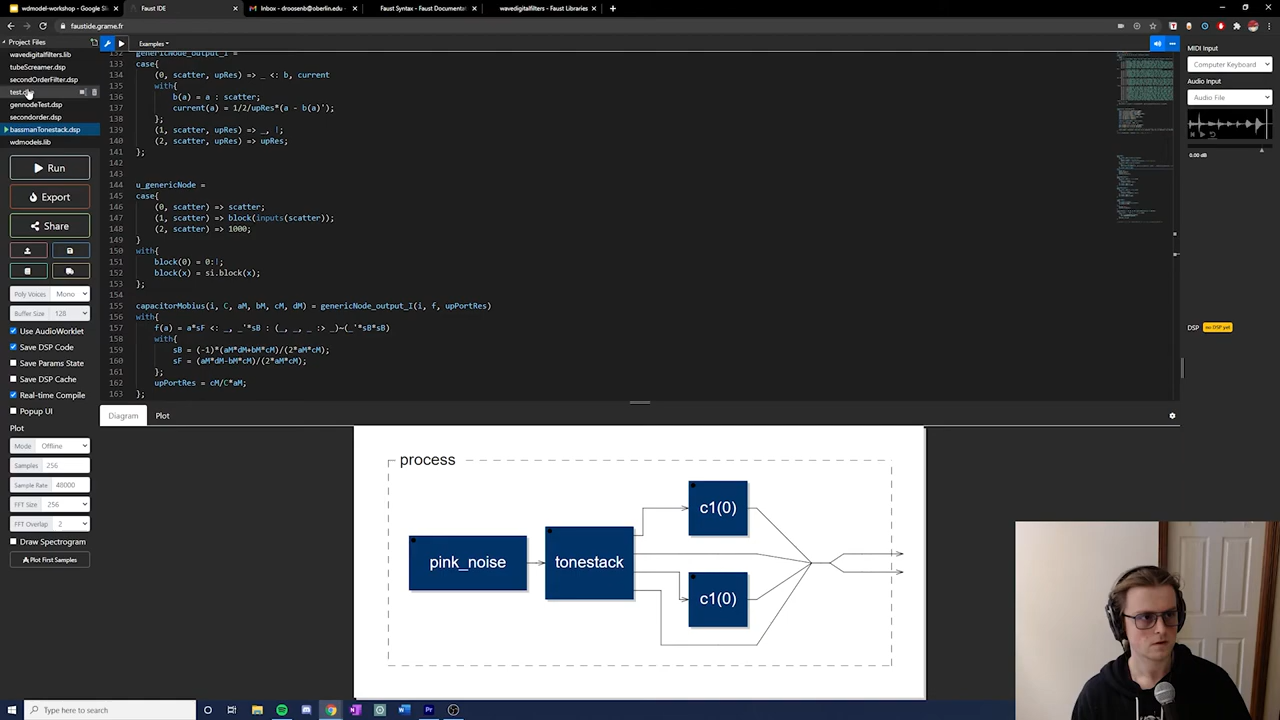 wdmodel-workshop - Google Sl
Faust IDE
Inbox - droosenb@oberlin.edu -
Faust Syntax - Faust Documentat
wavedigitalfilters - Faust Libraries
faustide.grame.fr
Project Files
Examples
MIDI Input
Computer Keyboard
Audio Input
Audio File
0.00 dB
DSP
no DSP yet
wavedigitalfilters.lib
tubeScreamer.dsp
secondOrderFilter.dsp
gennodeTest.dsp
secondorder.dsp
bassmanTonestack.dsp
wdmodels.lib
Run
Export
Share
Poly Voices
Mono
Buffer Size
128
Use AudioWorklet
Save DSP Code
Save Params State
Save DSP Cache
Real-time Compile
Popup UI
Plot
Mode
Offline
Samples
256
Sample Rate
48000
FFT Size
256
FFT Overlap
2
Draw Spectrogram
Plot First Samples
133 case{
134 (0, scatter, upRes) => _ <: b, current
135 with{
136 b(a) = a : scatter;
137 current(a) = 1/2/upRes*(a - b(a)');
138 };
139 (1, scatter, upRes) => _, !;
140 (2, scatter, upRes) => upRes;
141 };
142
143
144 u_genericNode =
145 case{
146 (0, scatter) => scatter;
147 (1, scatter) => block(inputs(scatter));
148 (2, scatter) => 1000;
149 }
150 with{
151 block(0) = 0:!;
152 block(x) = si.block(x);
153 };
154
155 capacitorMobius(i, C, aM, bM, cM, dM) = genericNode_output_I(i, f, upPortRes)
156 with{
157 f(a) = a*sF <: _, _'*sB : (_, _, _ :> _)~(_'*sB*sB)
158 with{
159 sB = (-1)*(aM*dM+bM*cM)/(2*aM*cM);
160 sF = (aM*dM-bM*cM)/(2*aM*cM);
161 };
162 upPortRes = cM/C*aM;
163 };
Diagram
Plot
process
pink_noise
tonestack
c1(0)
c1(0)
Type here to search